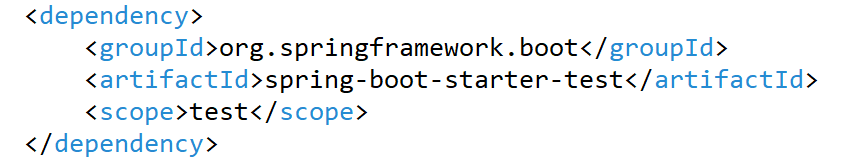 <dependency>
    <groupId>org.springframework.boot</groupId>
    <artifactId>spring-boot-starter-test</artifactId>
    <scope>test</scope>
</dependency>